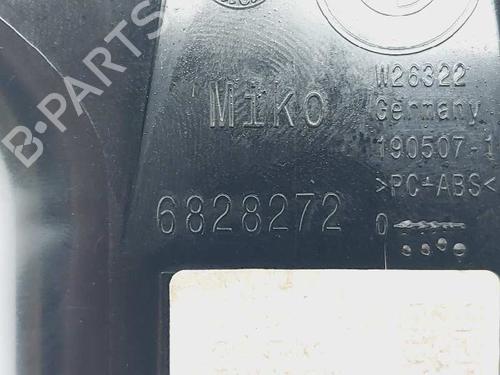 B-PARTS
W26322
Miko
Germany
190507-1
>PC-ABS<
6828272
0